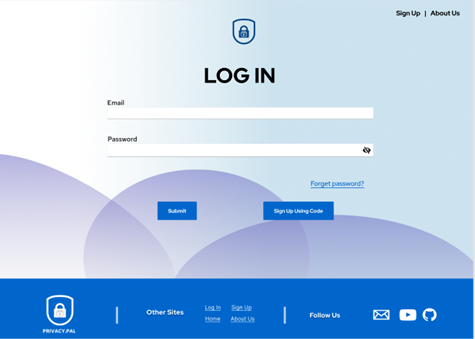 Sign Up | About Us
LOG IN
Email
Password
Forget password?
Submit
Sign Up Using Code
PRIVACY.PAL
Other Sites
Log In Sign Up
Home About Us
Follow Us